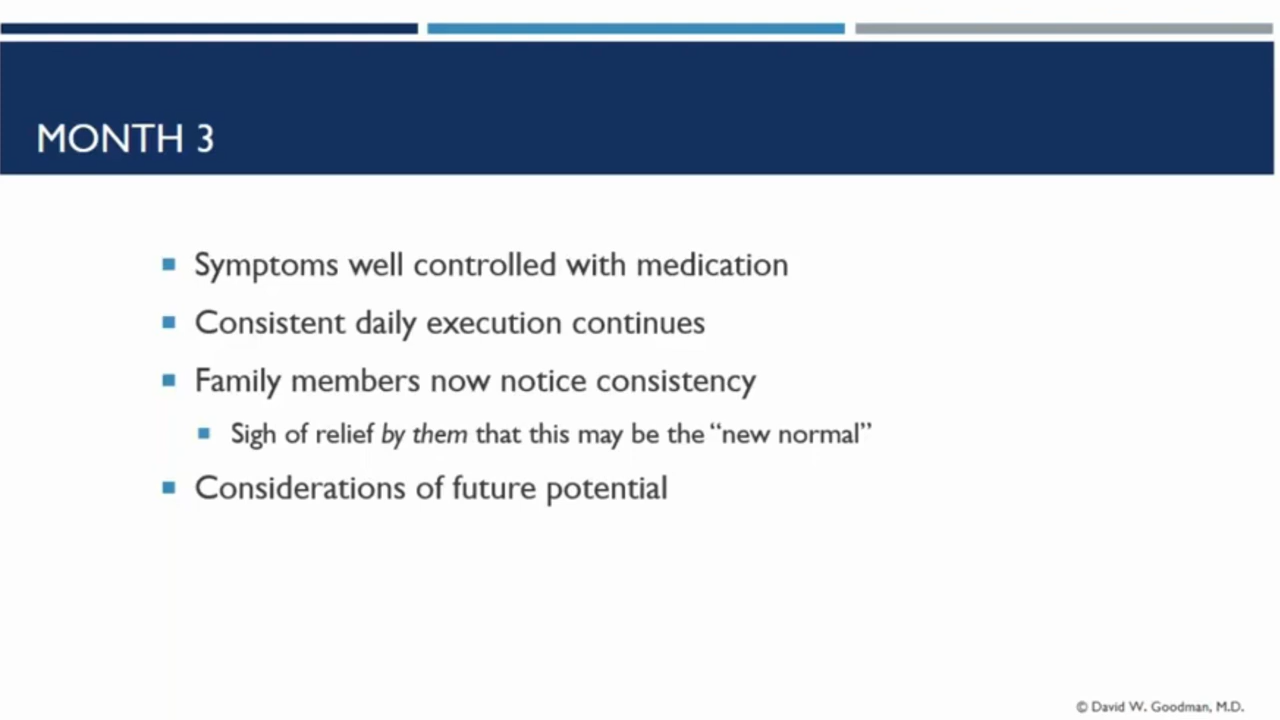 MONTH 3
Symptoms well controlled with medication
Consistent daily execution continues
Family members now notice consistency
Sigh of relief by them that this may be the “new normal”
Considerations of future potential
© David W. Goodman, M.D.